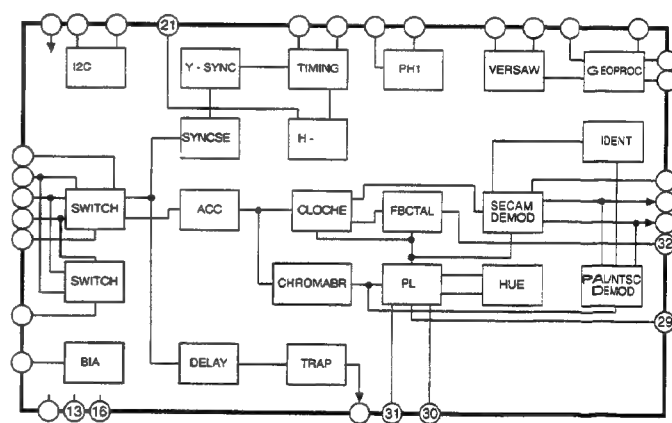 21
I2C
Y - SYNC
TIMING
PH1
VERSAW
GEOPROC
SYNCSE
H -
IDENT
SWITCH
ACC
CLOCHE
FBCTAL
SECAM
DEMOD
32
SWITCH
CHROMABR
PL
HUE
PAL/NTSC
DEMOD
29
BIA
DELAY
TRAP
13
16
31
30